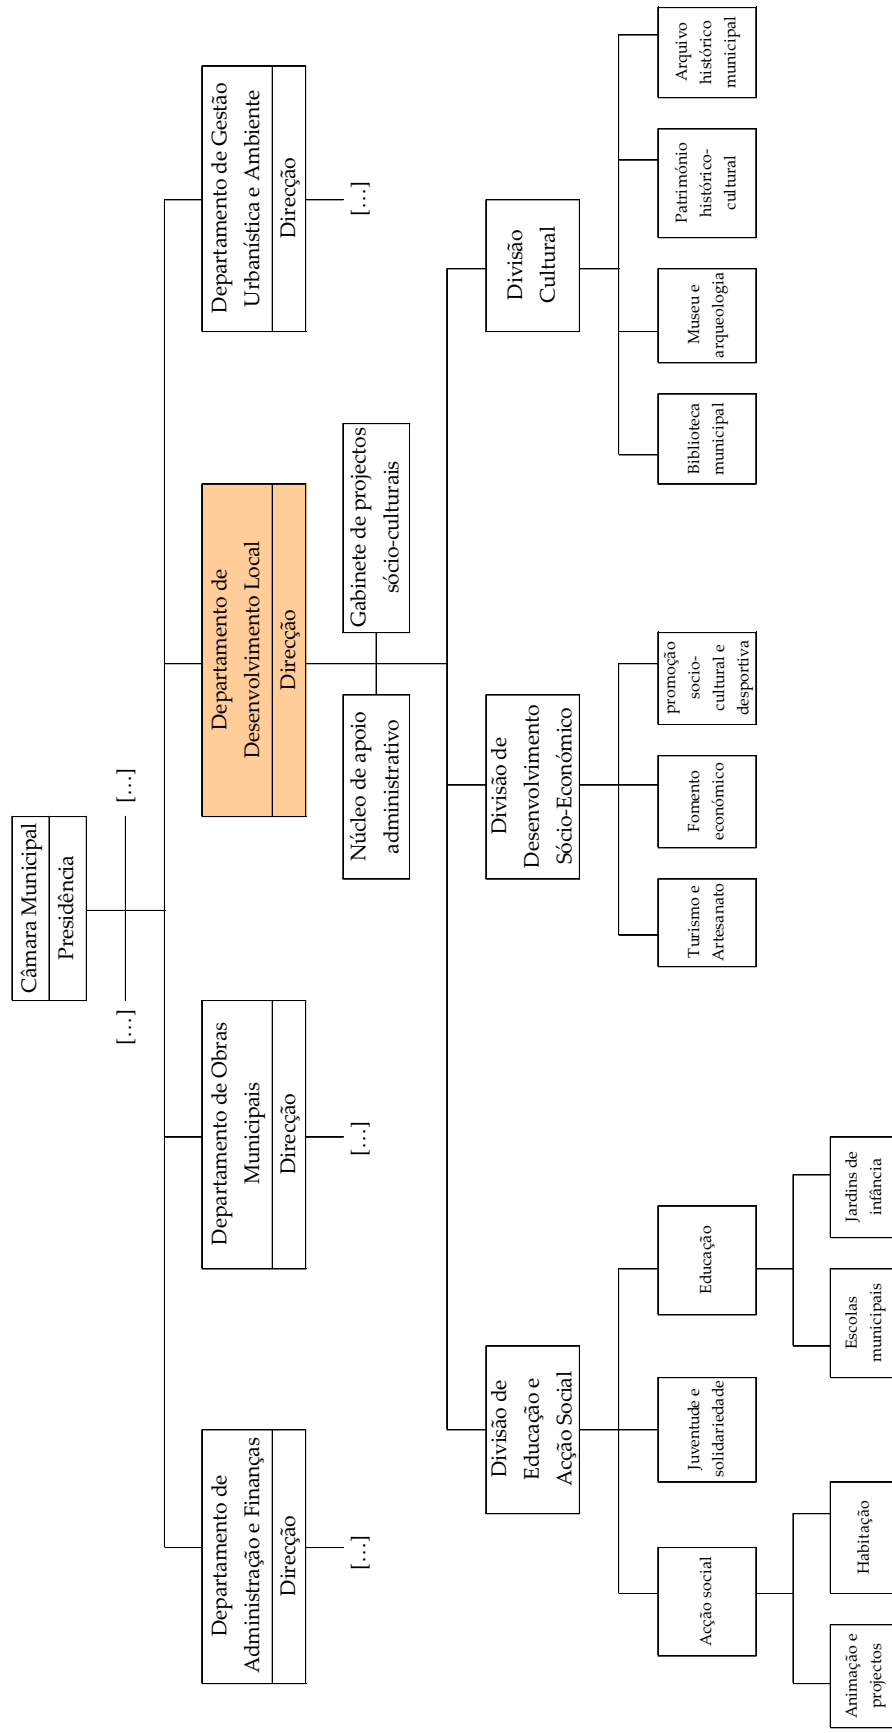 Câmara Municipal
Presidência
[…]
[…]
Departamento de
Administração e Finanças
Direcção
[…]
Departamento de Obras
Municipais
Direcção
[…]
Departamento de
Desenvolvimento Local
Direcção
Departamento de Gestão
Urbanística e Ambiente
Direcção
[…]
Núcleo de apoio
administrativo
Gabinete de projectos
sócio-culturais
Divisão de
Educação e
Acção Social
Divisão de
Desenvolvimento
Sócio-Económico
Divisão
Cultural
Acção social
Juventude e
solidariedade
Educação
Turismo e
Artesanato
Fomento
económico
promoção
socio-
cultural e
desportiva
Biblioteca
municipal
Museu e
arqueologia
Património
histórico-
cultural
Arquivo
histórico
municipal
Animação e
projectos
Habitação
Escolas
municipais
Jardins de
infância